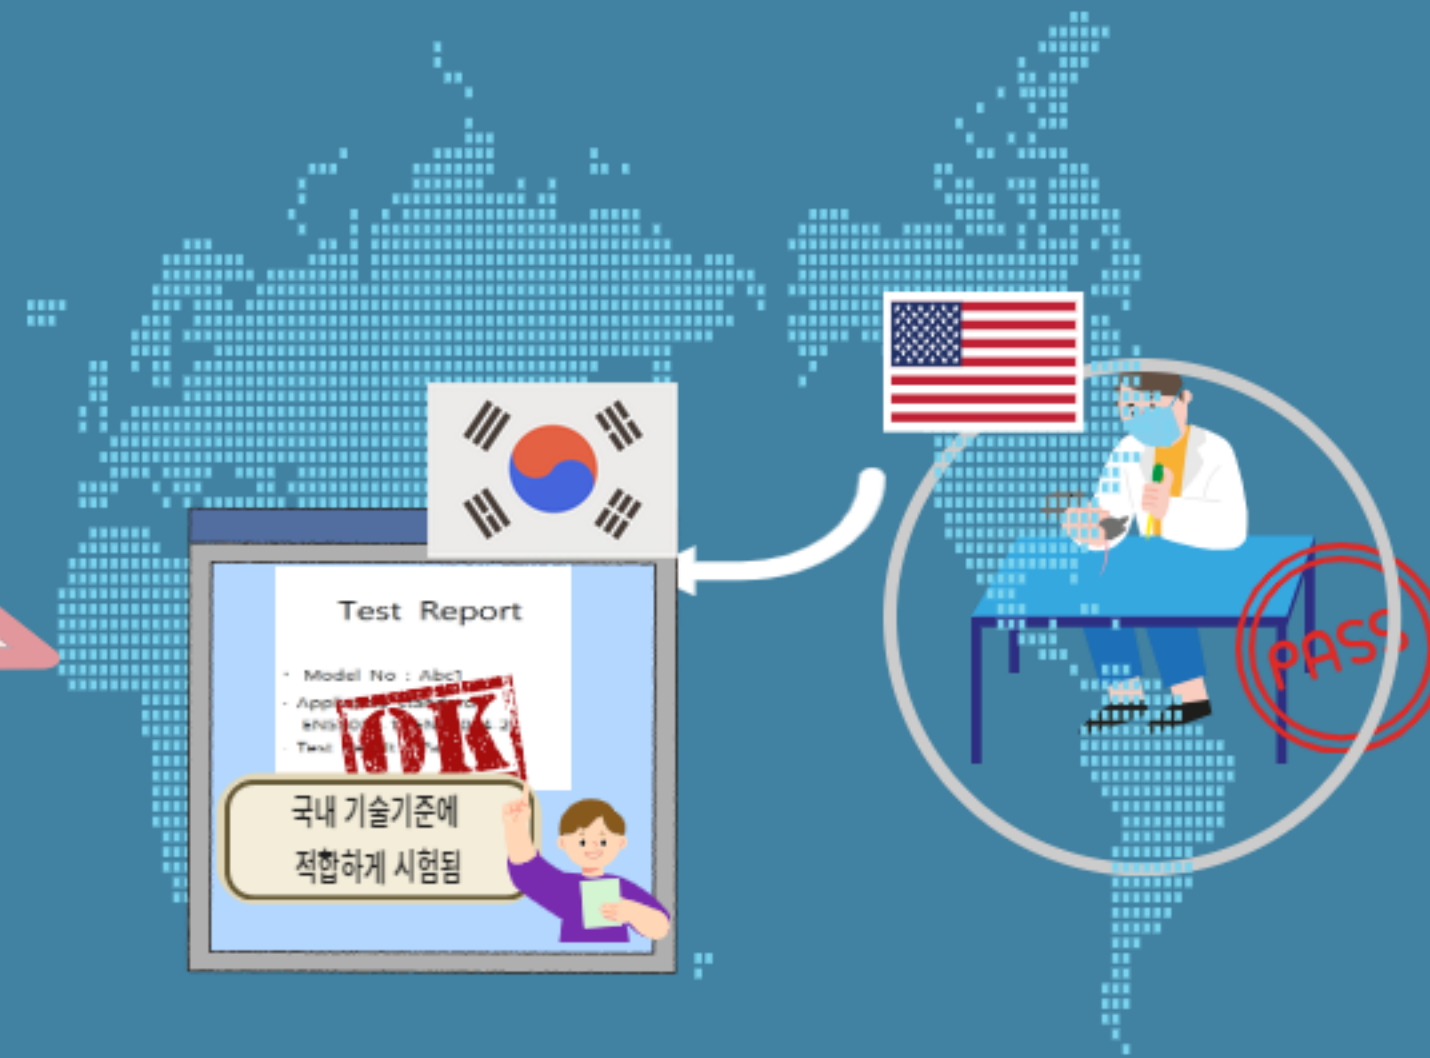 Test Report
- Model No : Abc1
OK
국내 기술기준에
적합하게 시험됨
PASS